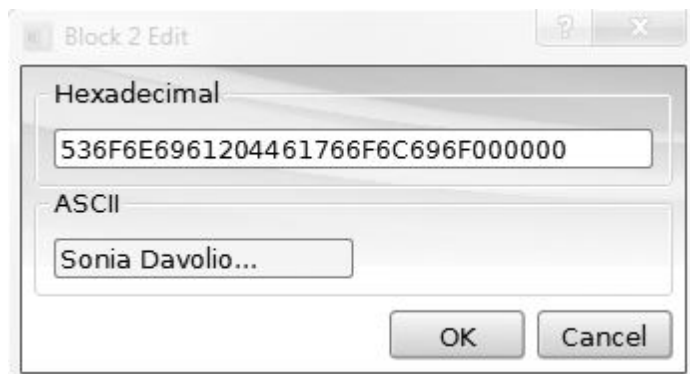 Block 2 Edit
Hexadecimal
536F6E6961204461766F6C696F000000
ASCII
Sonia Davolio...
OK Cancel